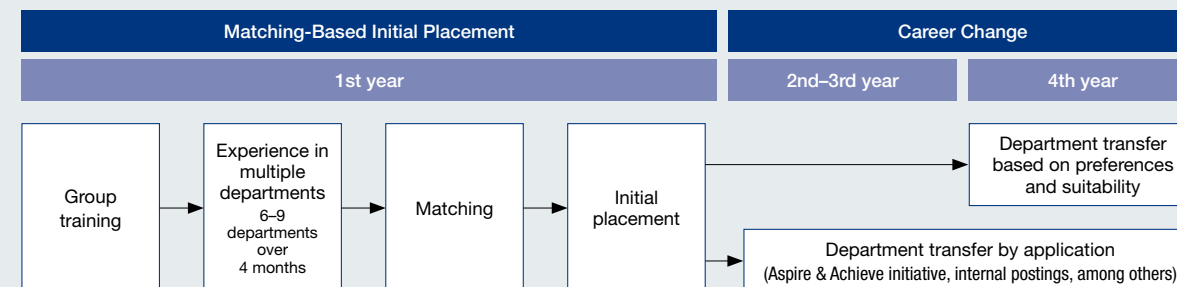 Matching-Based Initial Placement
Career Change
1st year
2nd–3rd year
4th year
Group
training
Experience in
multiple
departments
6–9
departments
over
4 months
Matching
Initial
placement
Department transfer
based on preferences
and suitability
Department transfer by application
(Aspire & Achieve initiative, internal postings, among others)